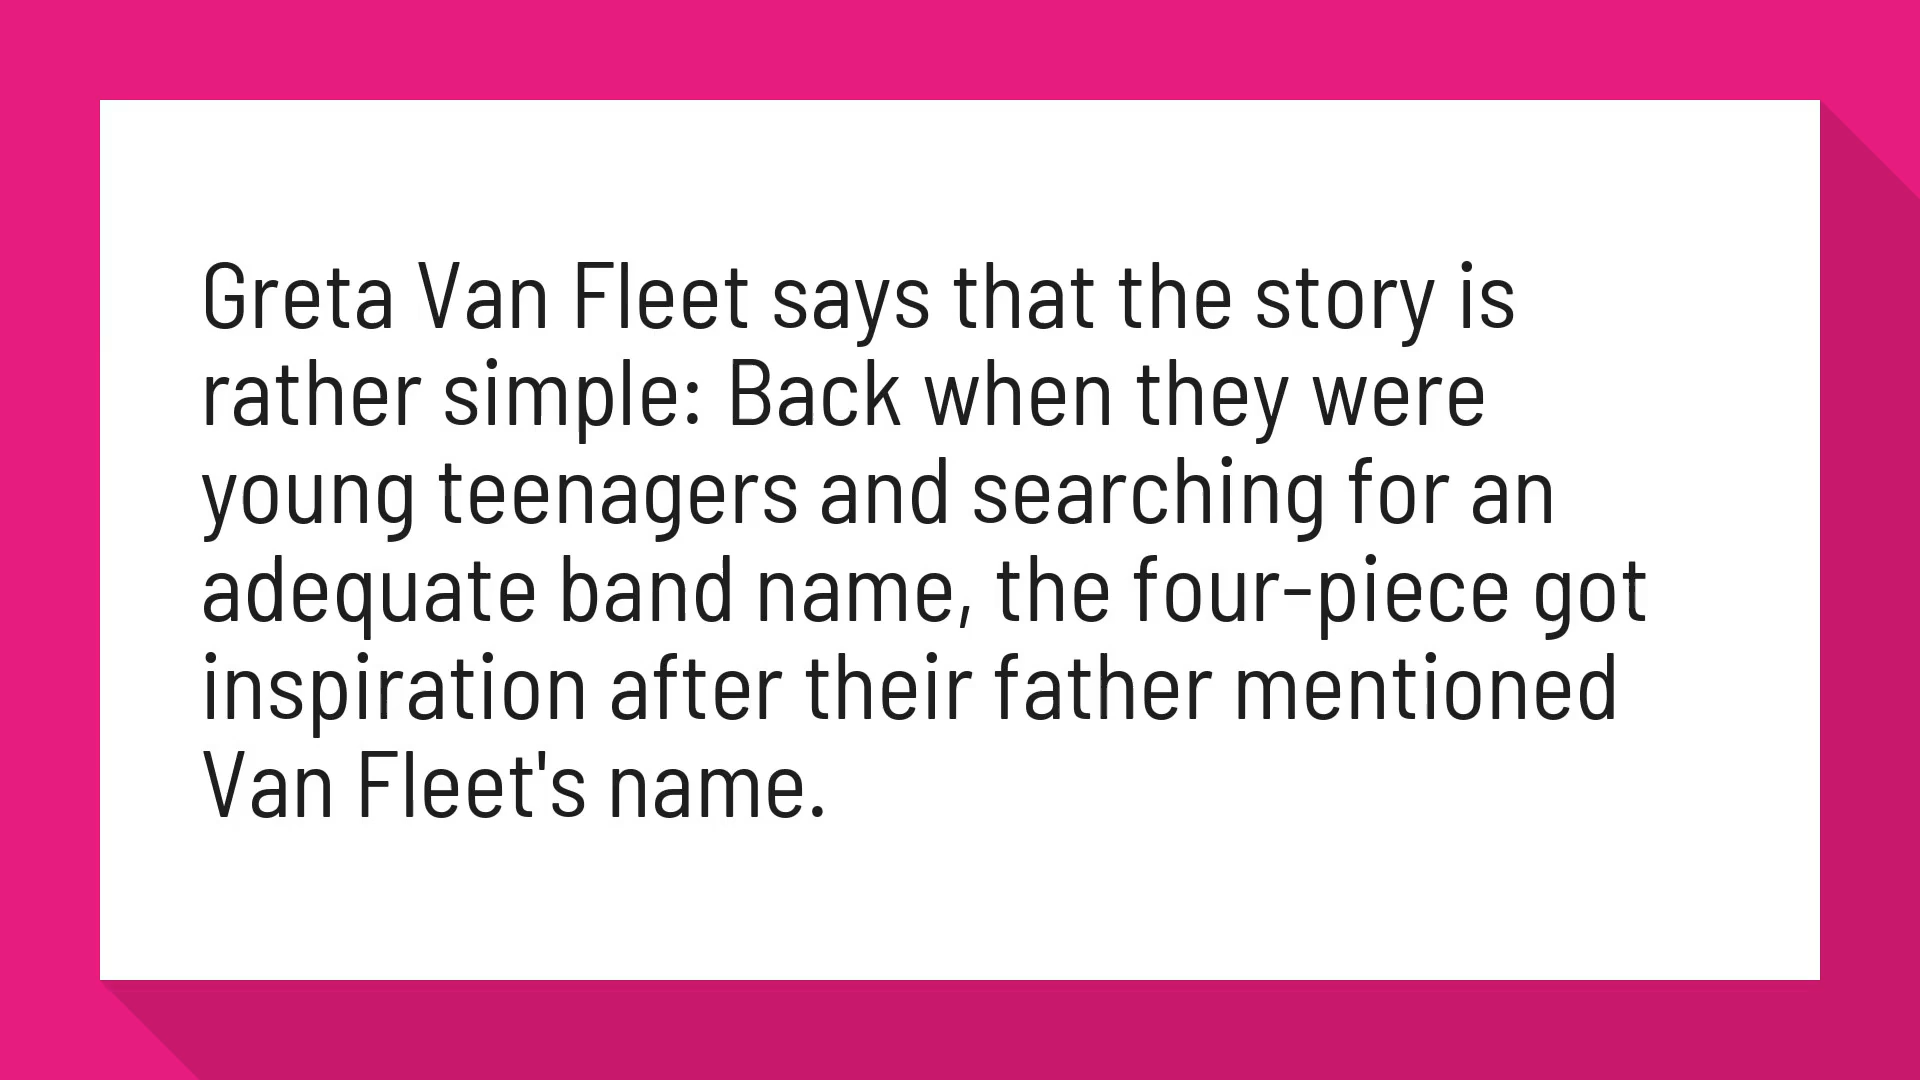 Greta Van Fleet says that the story is
rather simple: Back when they were
young teenagers and searching for an
adequate band name, the four-piece got
inspiration after their father mentioned
Van Fleet's name.